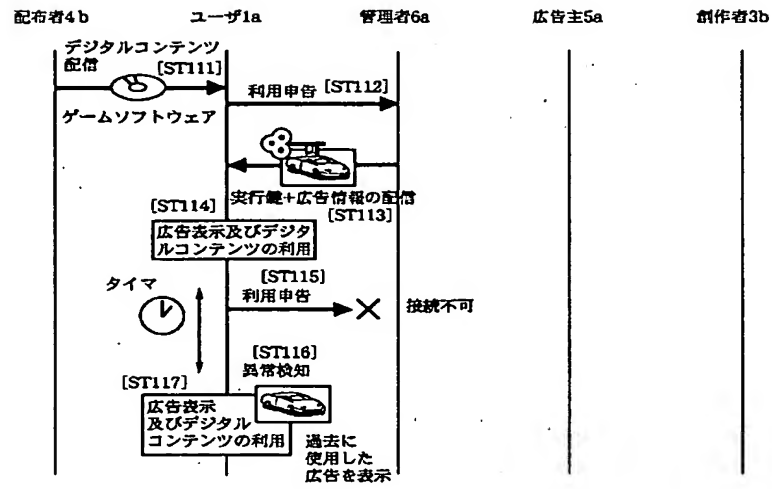 配布者4b ユーザ1a 管理者6a 広告主5a 創作者3b
デジタルコンテンツ
配信 [ST111]
利用申告 [ST112]
ゲームソフトウェア
実行鍵+広告情報の配信
[ST113]
[ST114]
広告表示及びデジタ
ルコンテンツの利用
タイマ
[ST115]
利用申告
接続不可
[ST116]
異常検知
[ST117]
広告表示
及びデジタル
コンテンツの利用
過去に
使用した
広告を表示